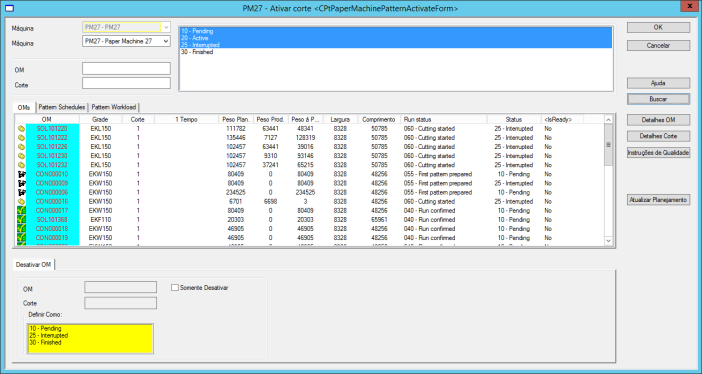 PM27 - Ativar corte <CPtPaperMachinePatternActivateForm>
x
Máquina PM27 - PM27
Máquina PM27 - Paper Machine 27
OM
Corte
10 - Pending
20 - Active
25 - Interrupted
30 - Finished
OK
Cancelar
Ajuda
Buscar
Detalhes OM
Detalhes Corte
Instruções de Qualidade
Atualizar Planejamento
OMs Pattern Schedules Pattern Workload
OM Grade Corte 1 Tempo Peso Plan. Peso Prod. Peso à P... Largura Comprimento Run status Status <IsReady>
SOL101220 EKL150 1 111782 63441 48341 8328 50785 060 - Cutting started 25 - Interrupted No
SOL101222 EKL150 1 135446 7127 128319 8328 50785 060 - Cutting started 25 - Interrupted No
SOL101226 EKL150 1 102457 63441 39016 8328 50785 060 - Cutting started 25 - Interrupted No
SOL101230 EKL150 1 102457 9310 93146 8328 50785 060 - Cutting started 25 - Interrupted No
SOL101232 EKL150 1 102457 37241 65215 8328 50785 060 - Cutting started 25 - Interrupted No
CON000010 EKW150 1 80409 0 80409 8328 48256 055 - First pattern prepared 10 - Pending No
CON000009 EKW150 1 80409 0 80409 8328 48256 055 - First pattern prepared 25 - Interrupted No
CON000006 EKW150 1 234525 0 234525 8328 48256 055 - First pattern prepared 10 - Pending No
CON000016 EKW150 1 6701 6698 3 8328 48256 060 - Cutting started 25 - Interrupted No
CON000017 EKW150 1 80409 0 80409 8328 48256 040 - Run confirmed 10 - Pending No
SOL101368 EKF110 1 20303 0 20303 8328 65961 040 - Run confirmed 10 - Pending No
CON000018 EKW150 1 46905 0 46905 8328 48256 040 - Run confirmed 10 - Pending No
CON000019 EKW150 1 46905 0 46905 8328 48256 040 - Run confirmed 10 - Pending No
Desativar OM
OM
Somente Desativar
Corte
Definir Como:
10 - Pending
25 - Interrupted
30 - Finished